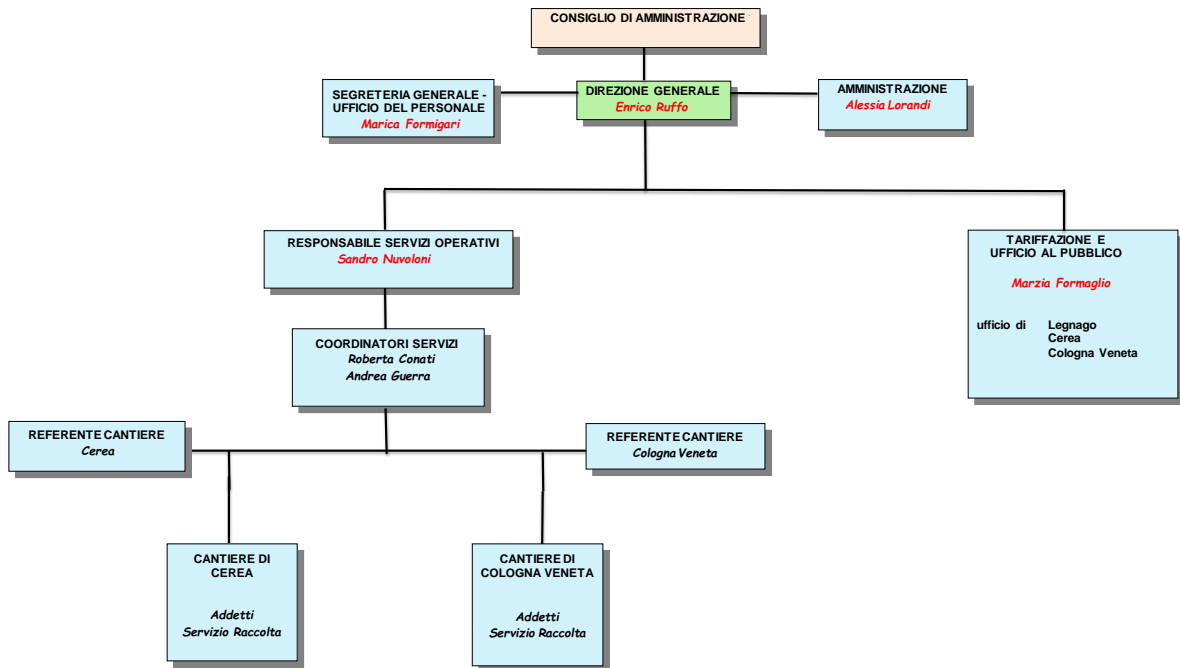 CONSIGLIO DI AMMINISTRAZIONE
SEGRETERIA GENERALE -
UFFICIO DEL PERSONALE
Marica Formigari
DIREZIONE GENERALE
Enrico Ruffo
AMMINISTRAZIONE
Alessia Lorandi
RESPONSABILE SERVIZI OPERATIVI
Sandro Nuvoloni
TARIFFAZIONE E
UFFICIO AL PUBBLICO
Marzia Formaglio
ufficio di Legnago
Cerea
Cologna Veneta
COORDINATORI SERVIZI
Roberta Conati
Andrea Guerra
REFERENTE CANTIERE
Cerea
REFERENTE CANTIERE
Cologna Veneta
CANTIERE DI
CEREA
Addetti
Servizio Raccolta
CANTIERE DI
COLOGNA VENETA
Addetti
Servizio Raccolta